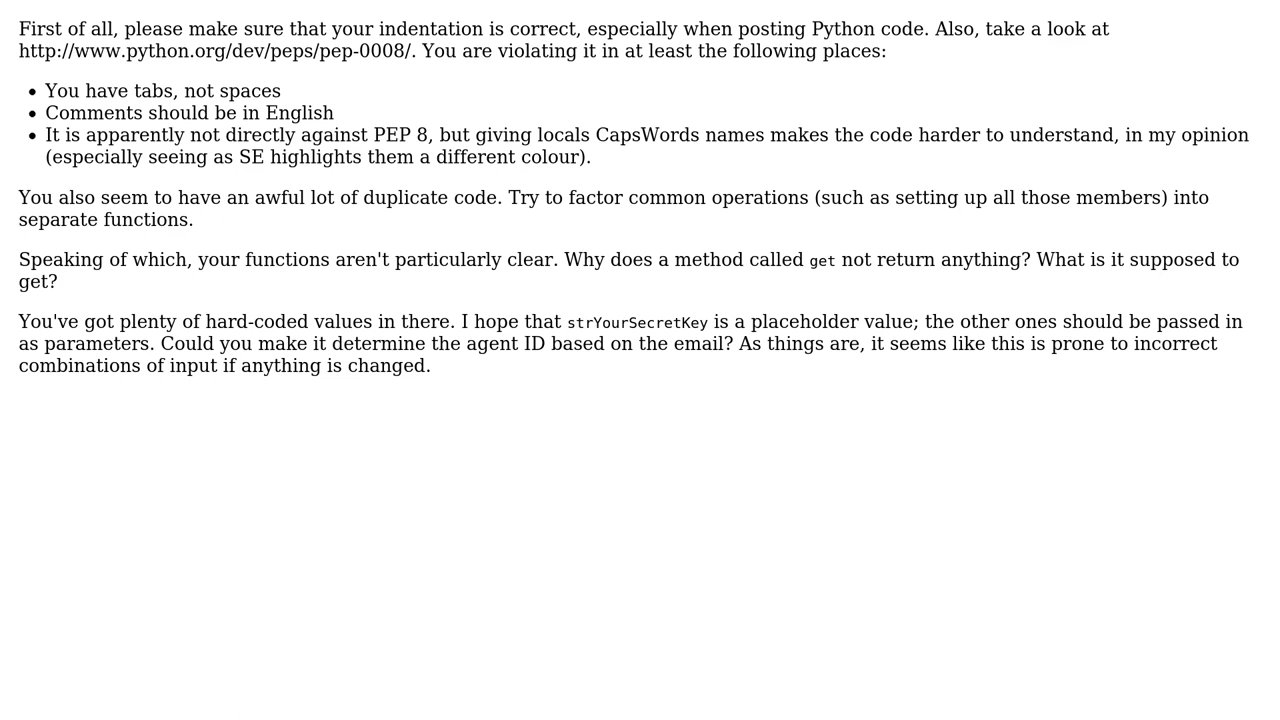 First of all, please make sure that your indentation is correct, especially when posting Python code. Also, take a look at
http://www.python.org/dev/peps/pep-0008/. You are violating it in at least the following places:
• You have tabs, not spaces
• Comments should be in English
• It is apparently not directly against PEP 8, but giving locals CapsWords names makes the code harder to understand, in my opinion
(especially seeing as SE highlights them a different colour).
You also seem to have an awful lot of duplicate code. Try to factor common operations (such as setting up all those members) into
separate functions.
Speaking of which, your functions aren't particularly clear. Why does a method called get not return anything? What is it supposed to
get?
You've got plenty of hard-coded values in there. I hope that strYourSecretKey is a placeholder value; the other ones should be passed in
as parameters. Could you make it determine the agent ID based on the email? As things are, it seems like this is prone to incorrect
combinations of input if anything is changed.